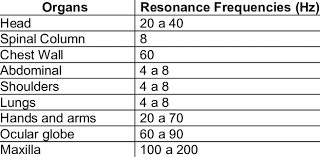 Organs Resonance Frequencies (Hz)
Head 20 a 40
Spinal Column 8
Chest Wall 60
Abdominal 4 a 8
Shoulders 4 a 8
Lungs 4 a 8
Hands and arms 20 a 70
Ocular globe 60 a 90
Maxilla 100 a 200